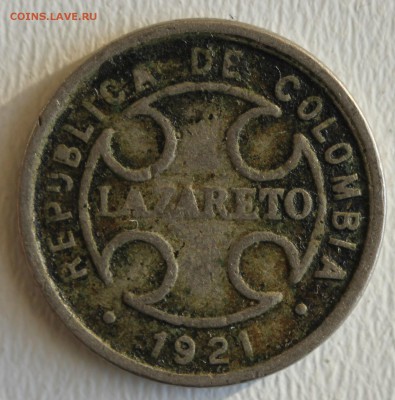 COINS.LAVE.RU
REPUBLICA DE COLOMBIA
LAZARETO
· 1921 ·